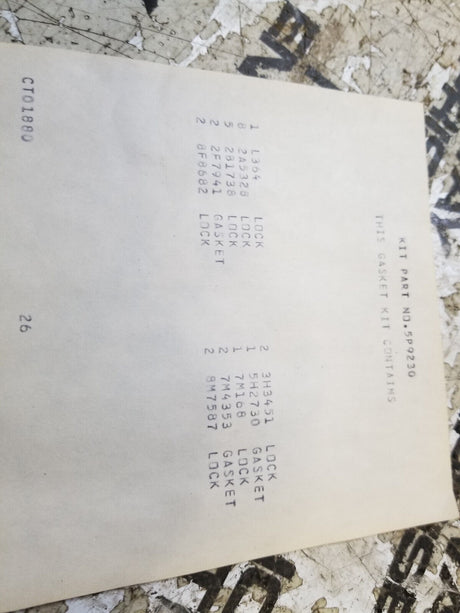 KIT PART NO.5P9230
THIS GASKET KIT CONTAINS
1 L364 LOCK 2 3H3451 LOCK
8 2A5328 LOCK 1 5H2730 GASKET
5 2B1738 LOCK 1 7M168 LOCK
2 2F7941 GASKET 2 7M4353 GASKET
2 8F8682 LOCK 2 8M7587 LOCK
CT01880 26